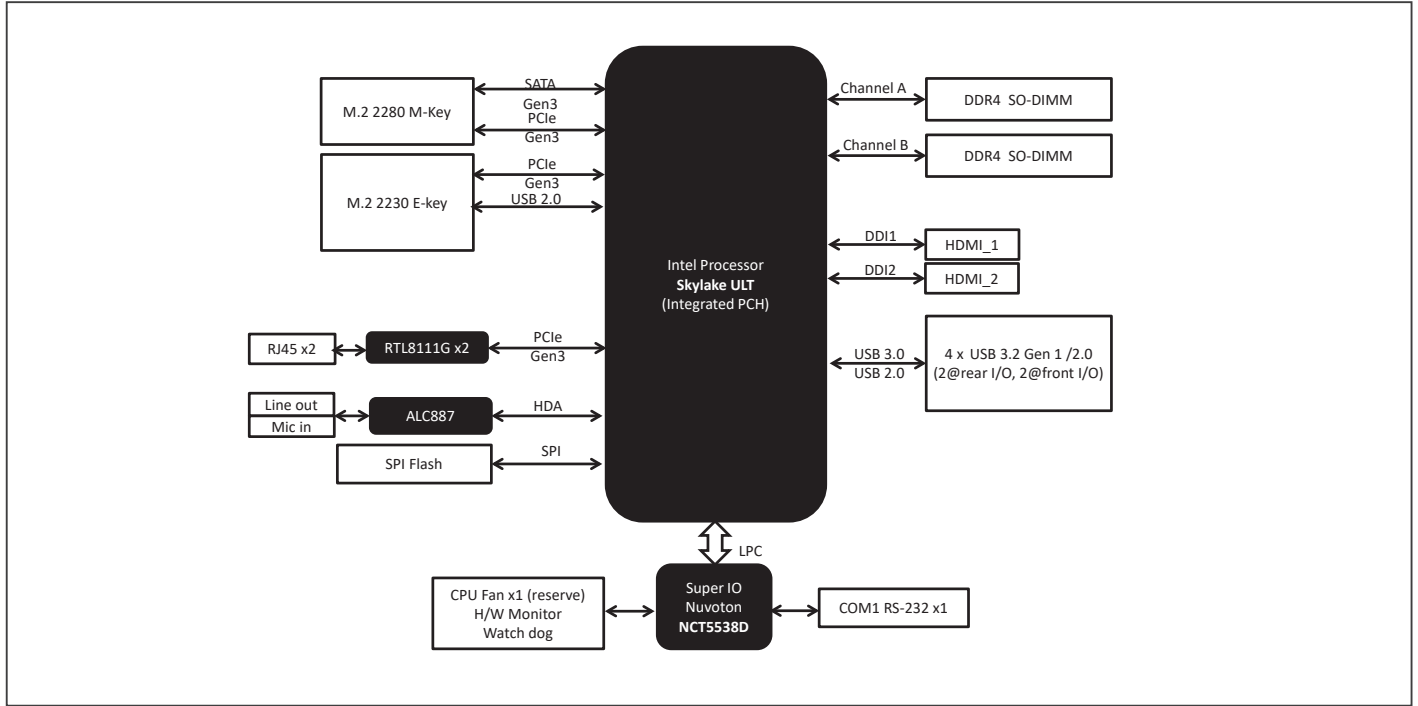 SATA
Gen3
M.2 2280 M-Key
PCIe
Gen3
PCIe
Gen3
USB 2.0
M.2 2230 E-key
Channel A
DDR4 SO-DIMM
Channel B
DDR4 SO-DIMM
DDI1
HDMI_1
DDI2
HDMI_2
Intel Processor
Skylake ULT
(Integrated PCH)
RJ45 x2
RTL8111G x2
PCIe
Gen3
USB 3.0
USB 2.0
4 x USB 3.2 Gen 1 /2.0
(2@rear I/O, 2@front I/O)
Line out
Mic in
ALC887
HDA
SPI Flash
SPI
LPC
CPU Fan x1 (reserve)
H/W Monitor
Watch dog
Super IO
Nuvoton
NCT5538D
COM1 RS-232 x1